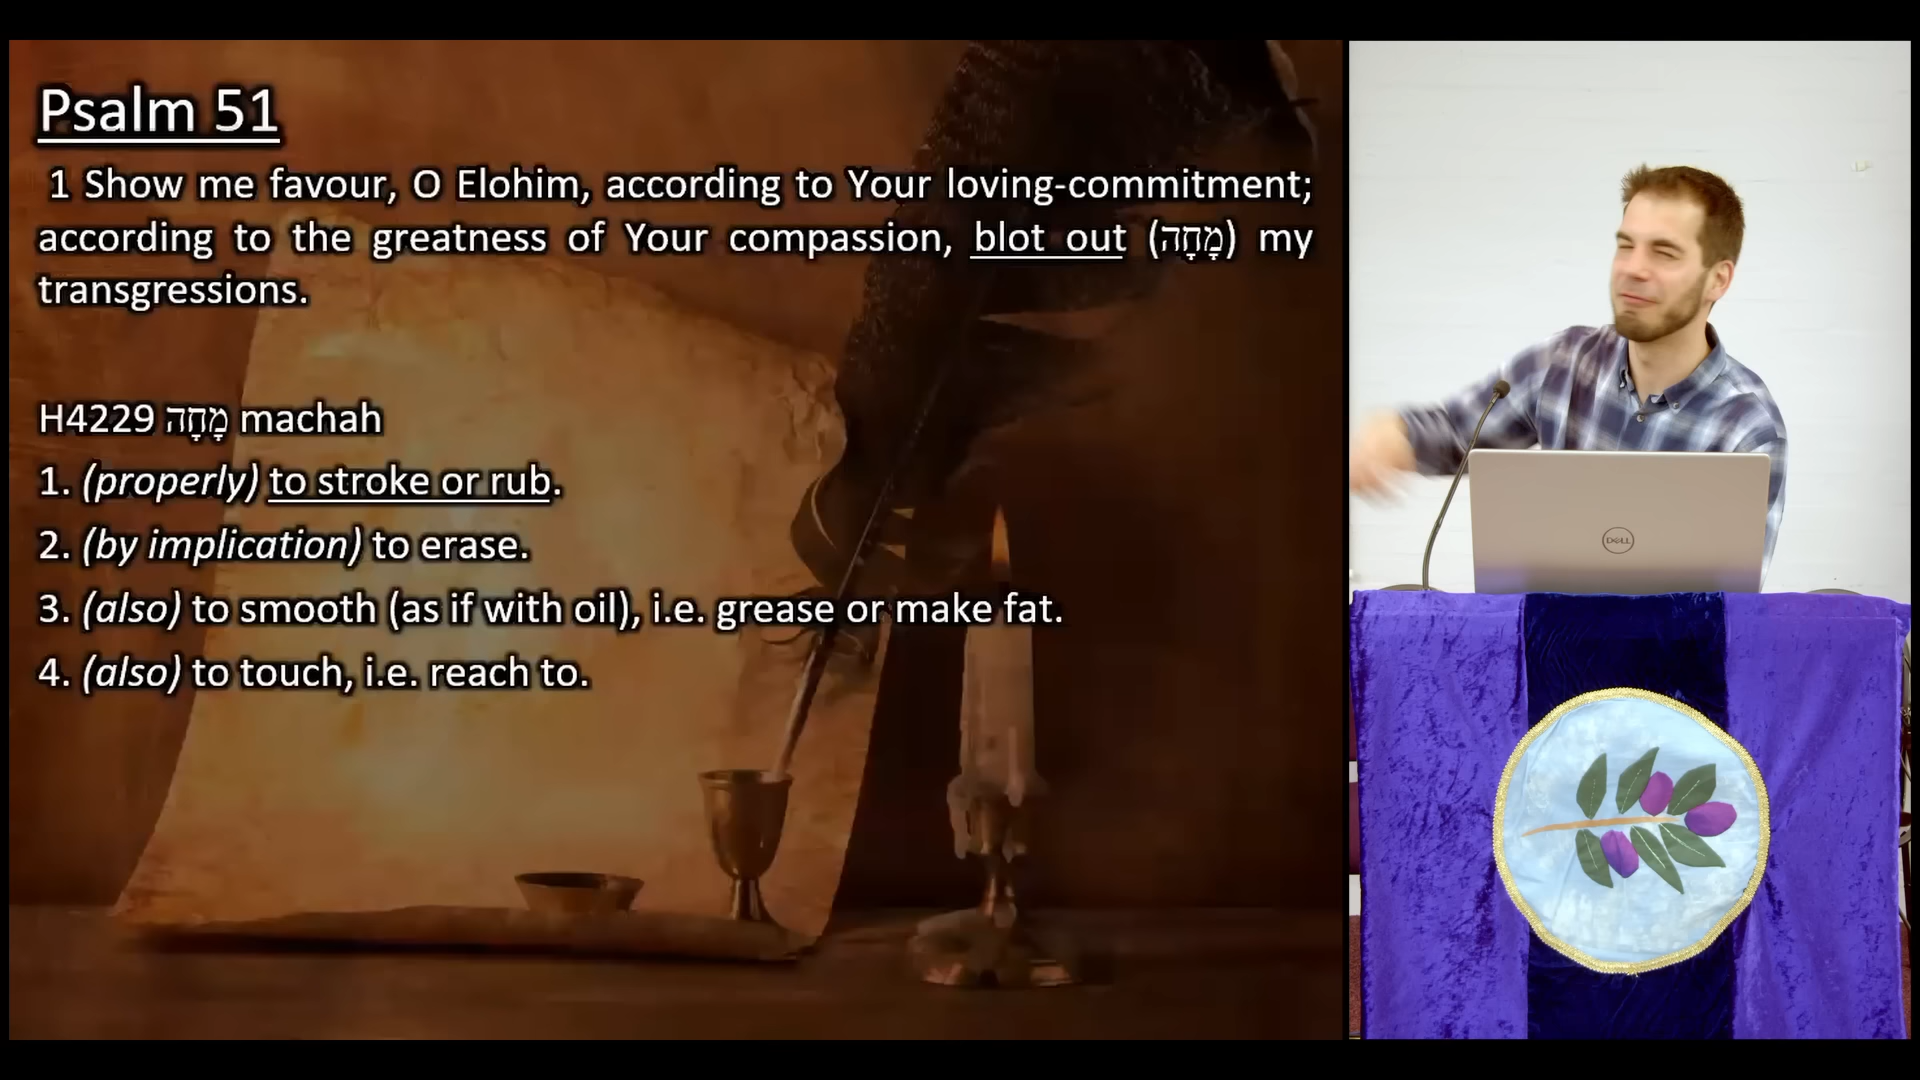 Psalm 51
1 Show me favour, O Elohim, according to Your loving-commitment;
according to the greatness of Your compassion, blot out (מָחָה) my
transgressions.
H4229 מָחָה machah
1. (properly) to stroke or rub.
2. (by implication) to erase.
3. (also) to smooth (as if with oil), i.e. grease or make fat.
4. (also) to touch, i.e. reach to.
DELL